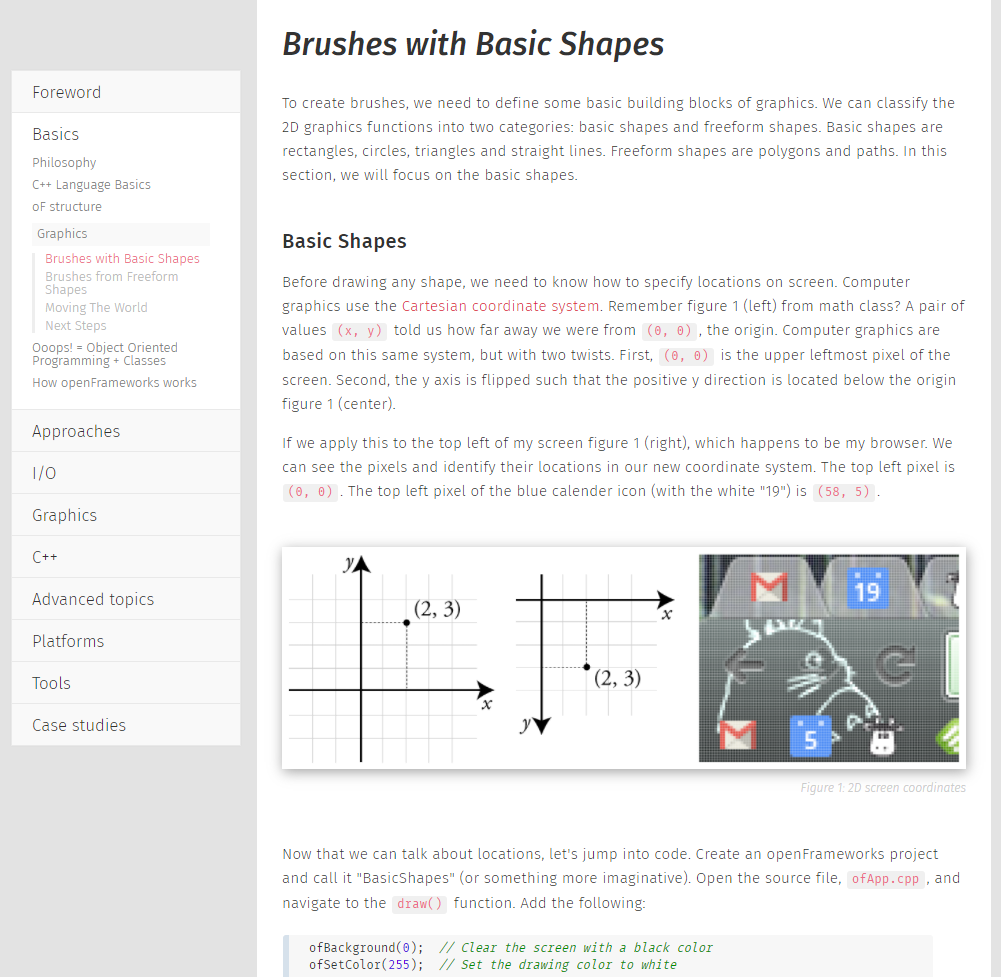 Foreword
Basics
Philosophy
C++ Language Basics
oF structure
Graphics
Brushes with Basic Shapes
Brushes from Freeform
Shapes
Moving The World
Next Steps
Ooops! = Object Oriented
Programming + Classes
How openFrameworks works
Approaches
I/O
Graphics
C++
Advanced topics
Platforms
Tools
Case studies
Brushes with Basic Shapes
To create brushes, we need to define some basic building blocks of graphics. We can classify the
2D graphics functions into two categories: basic shapes and freeform shapes. Basic shapes are
rectangles, circles, triangles and straight lines. Freeform shapes are polygons and paths. In this
section, we will focus on the basic shapes.
Basic Shapes
Before drawing any shape, we need to know how to specify locations on screen. Computer
graphics use the Cartesian coordinate system. Remember figure 1 (left) from math class? A pair of
values (x, y) told us how far away we were from (0, 0), the origin. Computer graphics are
based on this same system, but with two twists. First, (0, 0) is the upper leftmost pixel of the
screen. Second, the y axis is flipped such that the positive y direction is located below the origin
figure 1 (center).
If we apply this to the top left of my screen figure 1 (right), which happens to be my browser. We
can see the pixels and identify their locations in our new coordinate system. The top left pixel is
(0, 0). The top left pixel of the blue calender icon (with the white "19") is (58, 5).
y
(2, 3)
x
x
(2, 3)
y
19
5
Figure 1: 2D screen coordinates
Now that we can talk about locations, let's jump into code. Create an openFrameworks project
and call it "BasicShapes" (or something more imaginative). Open the source file, ofApp.cpp, and
navigate to the draw() function. Add the following:
ofBackground(0);  // Clear the screen with a black color
ofSetColor(255);  // Set the drawing color to white